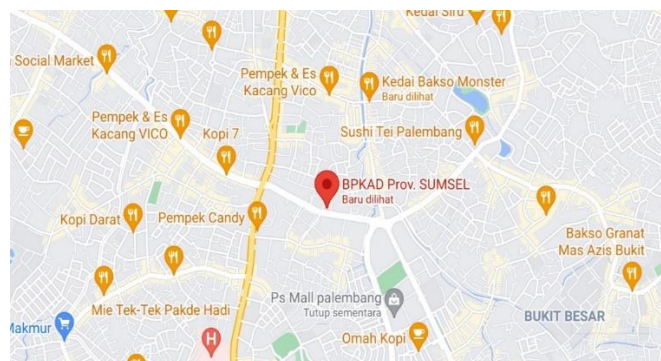 Kedai Siru
Social Market
Pempek & Es
Kacang Vico
Kedai Bakso Monster
Baru dilihat
Pempek & Es
Kacang VICO
Kopi 7
Sushi Tei Palembang
BPKAD Prov. SUMSEL
Baru dilihat
Kopi Darat
Pempek Candy
Bakso Granat
Mas Azis Bukit
Mie Tek-Tek Pakde Hadi
Ps Mall palembang
Tutup sementara
BUKIT BESAR
Makmur
H
Omah Kopi